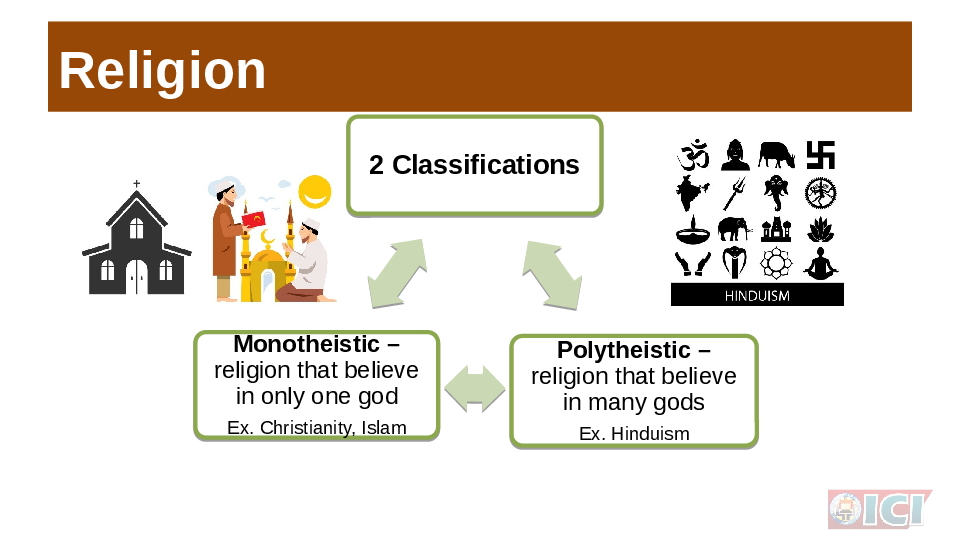 Religion
2 Classifications
HINDUISM
Monotheistic –
religion that believe
in only one god
Ex. Christianity, Islam
Polytheistic –
religion that believe
in many gods
Ex. Hinduism
ICI